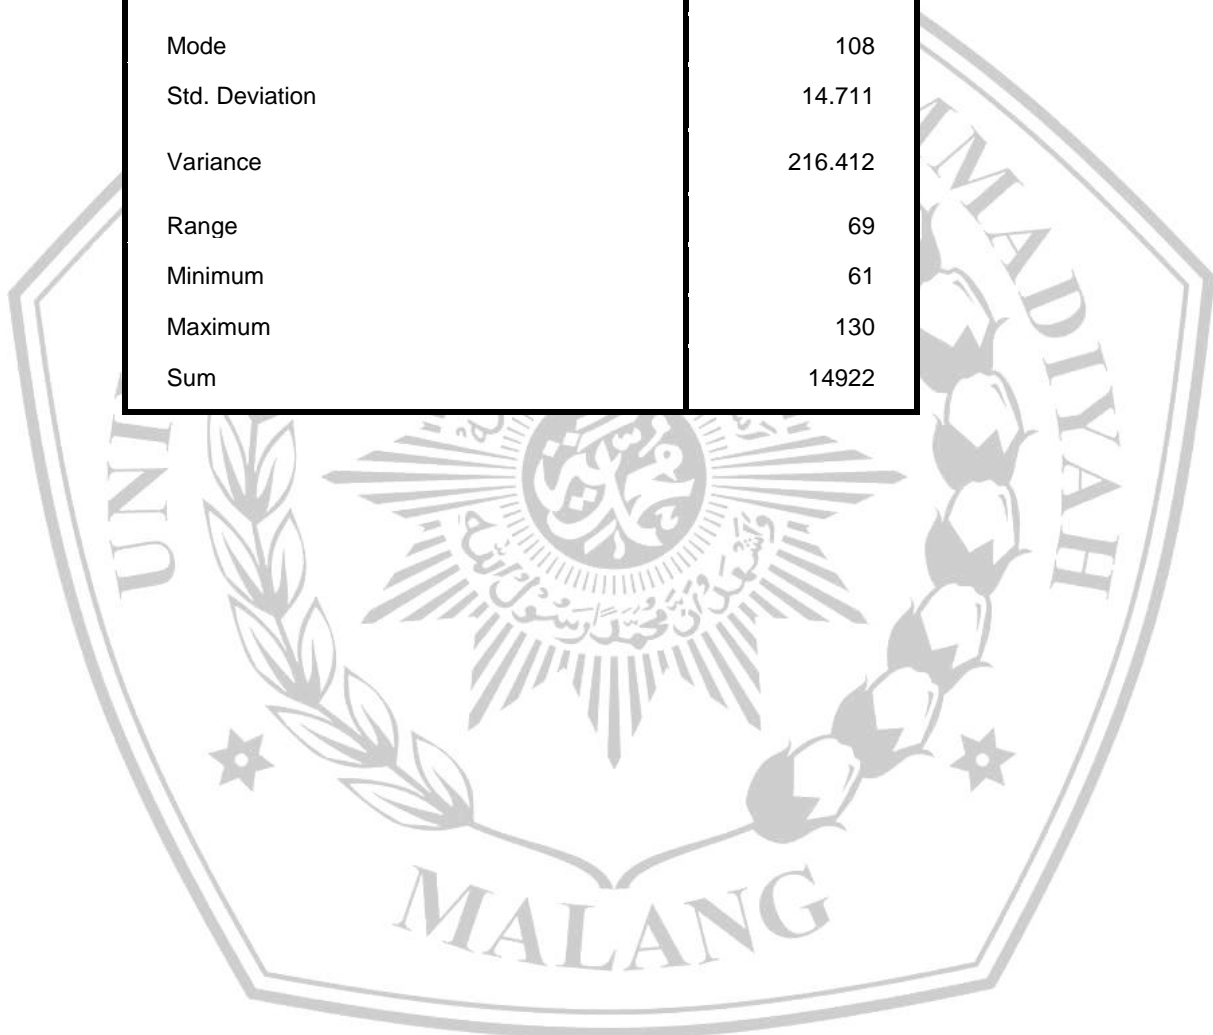 Mode 108
Std. Deviation 14.711
Variance 216.412
Range 69
Minimum 61
Maximum 130
Sum 14922
MALANG